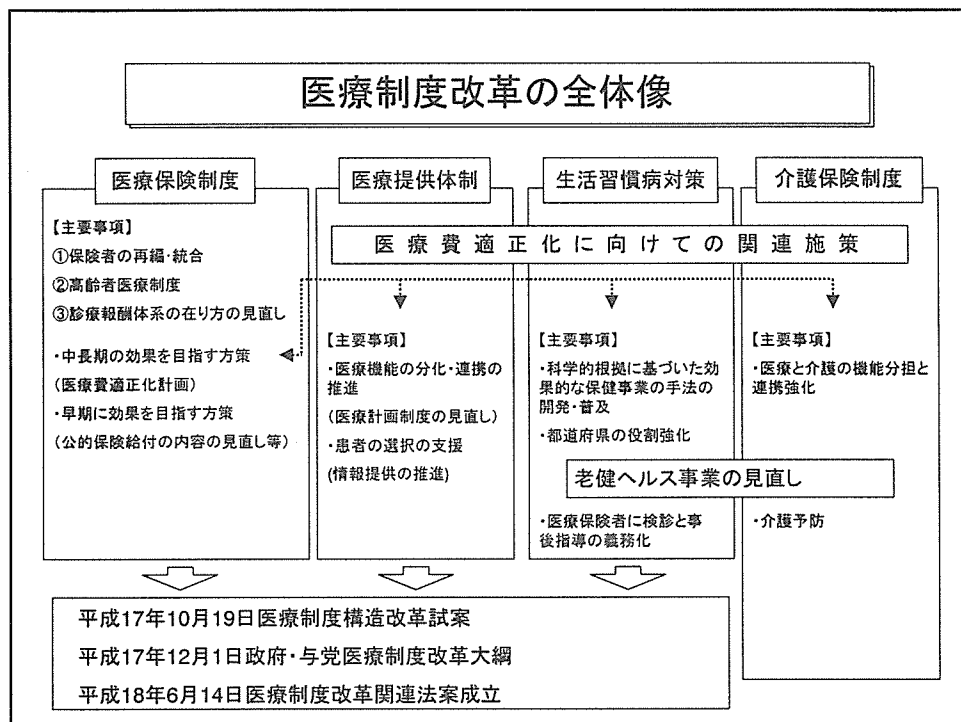 医療制度改革の全体像
医療保険制度
【主要事項】
①保険者の再編・統合
②高齢者医療制度
③診療報酬体系の在り方の見直し
・中長期の効果を目指す方策
(医療費適正化計画)
・早期に効果を目指す方策
(公的保険給付の内容の見直し等)
医療提供体制
生活習慣病対策
介護保険制度
医療費適正化に向けての関連施策
【主要事項】
・医療機能の分化・連携の
推進
(医療計画制度の見直し)
・患者の選択の支援
(情報提供の推進)
【主要事項】
・科学的根拠に基づいた効
果的な保健事業の手法の
開発・普及
・都道府県の役割強化
【主要事項】
・医療と介護の機能分担と
連携強化
老健ヘルス事業の見直し
・医療保険者に検診と事
後指導の義務化
・介護予防
平成17年10月19日医療制度構造改革試案
平成17年12月1日政府・与党医療制度改革大綱
平成18年6月14日医療制度改革関連法案成立